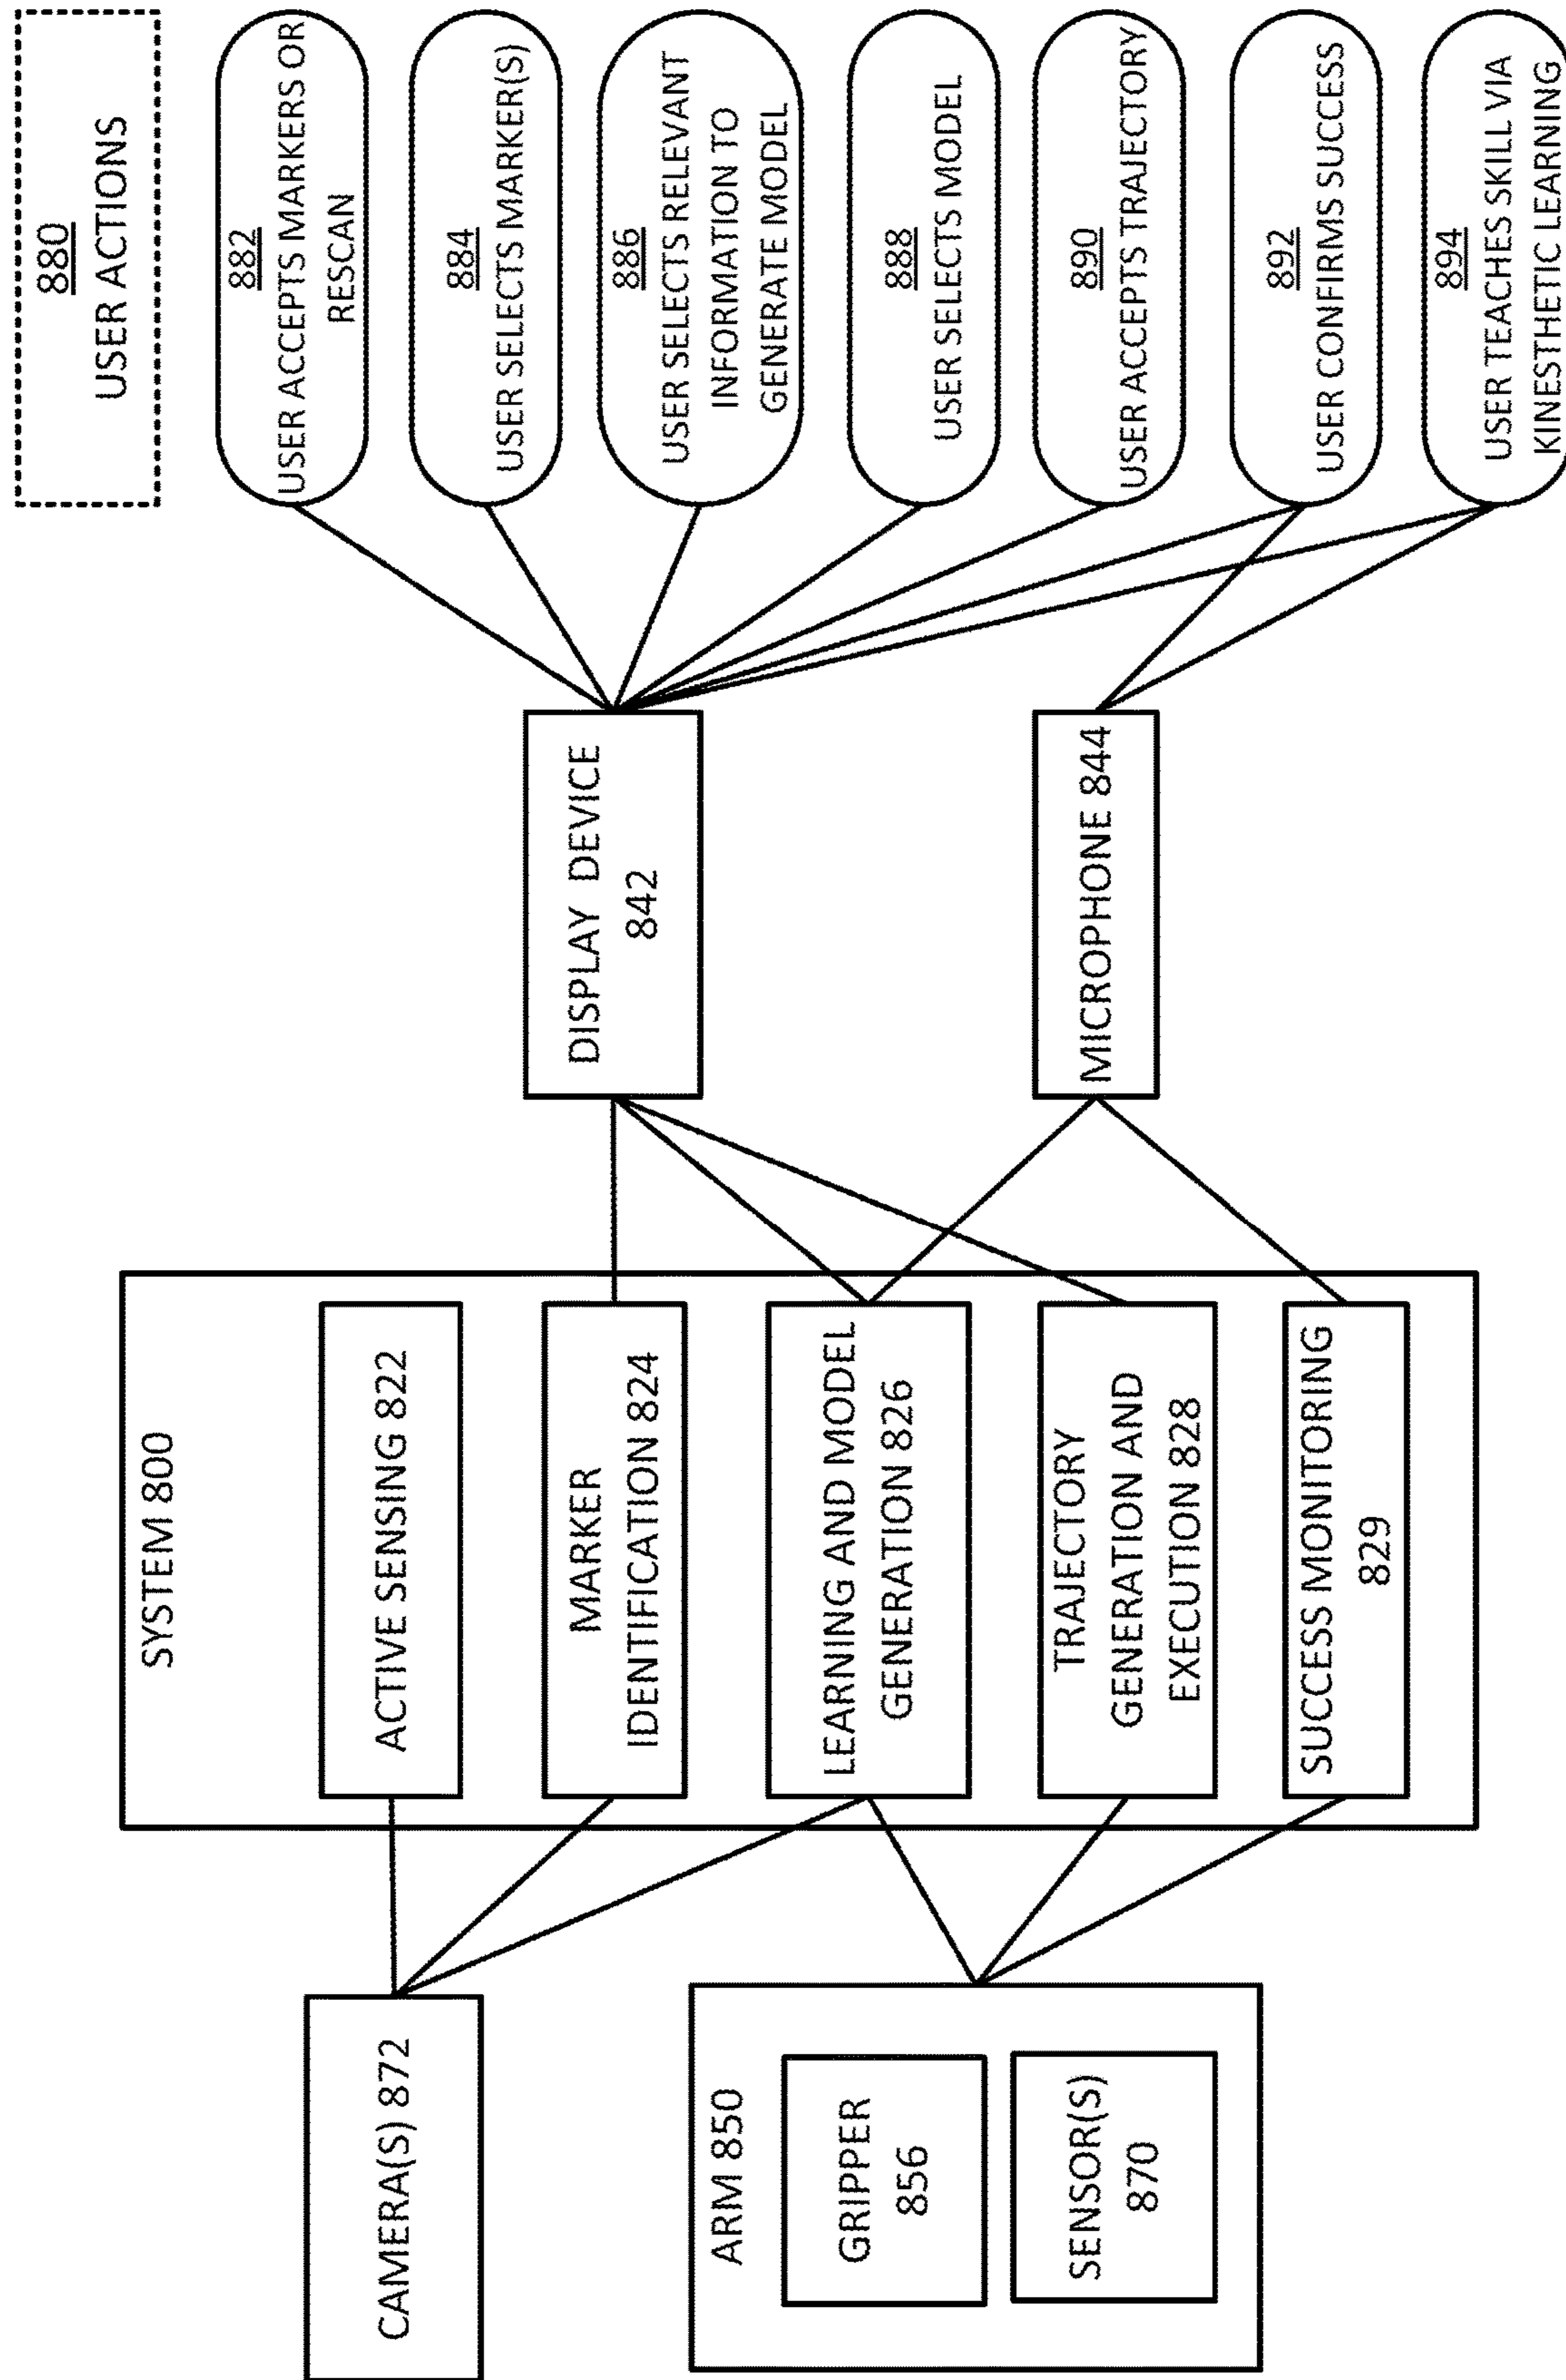 CAMERA(S) 872
ARM 850
GRIPPER
856
SENSOR(S)
870
SYSTEM 800
ACTIVE SENSING 822
MARKER
IDENTIFICATION 824
LEARNING AND MODEL
GENERATION 826
TRAJECTORY
GENERATION AND
EXECUTION 828
SUCCESS MONITORING
829
DISPLAY DEVICE
842
MICROPHONE 844
880
USER ACTIONS
882
USER ACCEPTS MARKERS OR
RESCAN
884
USER SELECTS MARKER(S)
886
USER SELECTS RELEVANT
INFORMATION TO
GENERATE MODEL
888
USER SELECTS MODEL
890
USER ACCEPTS TRAJECTORY
892
USER CONFIRMS SUCCESS
894
USER TEACHES SKILL VIA
KINESTHETIC LEARNING